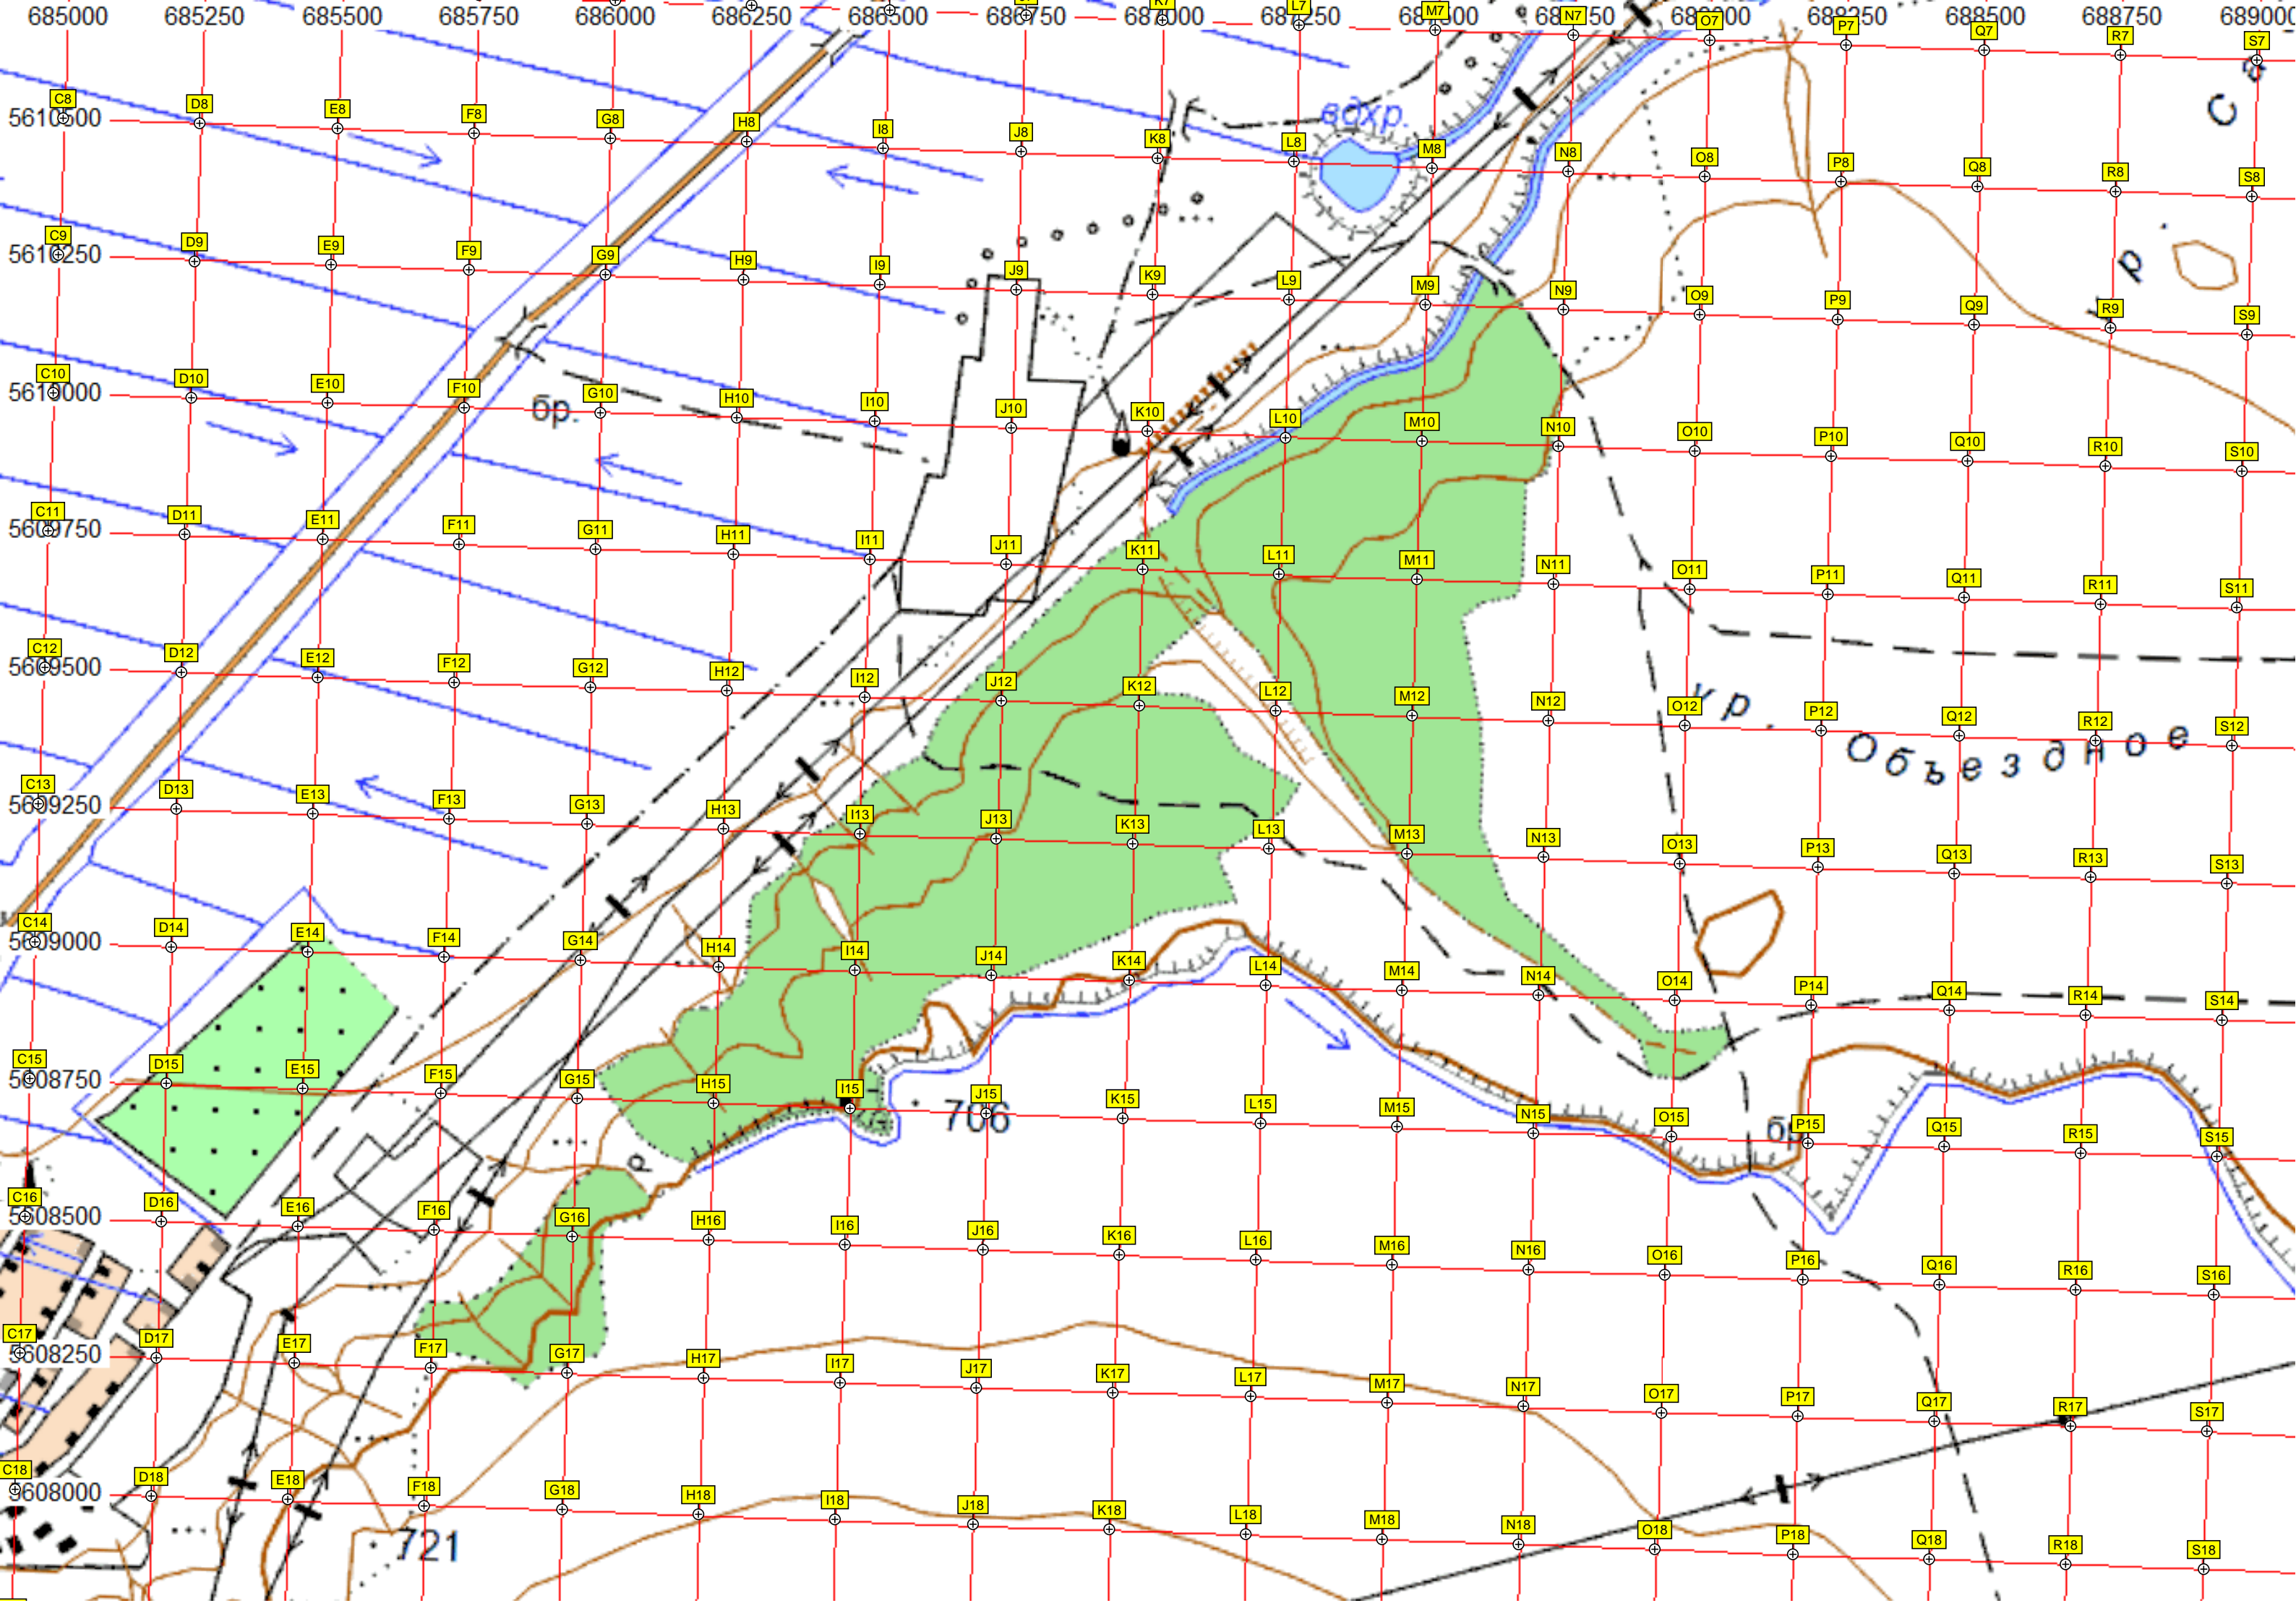 685000 685250 685500 685750 686000 686250 686500 686750 687250 688250 688500 688750
L7 M7 N7 O7 P7 Q7 R7 S7
5610500
C8 D8 E8 F8 G8 H8 I8 J8 K8 L8 M8 N8 O8 P8 Q8 R8 S8
вдхр.
С
р.
5610250
C9 D9 E9 F9 G9 H9 I9 J9 K9 L9 M9 N9 O9 P9 Q9 R9 S9
5610000
C10 D10 E10 F10 G10 H10 I10 J10 K10 L10 M10 N10 O10 P10 Q10 R10 S10
бр.
5609750
C11 D11 E11 F11 G11 H11 I11 J11 K11 L11 M11 N11 O11 P11 Q11 R11 S11
5609500
C12 D12 E12 F12 G12 H12 I12 J12 K12 L12 M12 N12 O12 P12 Q12 R12 S12
ур. Объездное
5609250
C13 D13 E13 F13 G13 H13 I13 J13 K13 L13 M13 N13 O13 P13 Q13 R13 S13
5609000
C14 D14 E14 F14 G14 H14 I14 J14 K14 L14 M14 N14 O14 P14 Q14 R14 S14
5608750
C15 D15 E15 F15 G15 H15 I15 J15 K15 L15 M15 N15 O15 P15 Q15 R15 S15
706
бр
р
5608500
C16 D16 E16 F16 G16 H16 I16 J16 K16 L16 M16 N16 O16 P16 Q16 R16 S16
5608250
C17 D17 E17 F17 G17 H17 I17 J17 K17 L17 M17 N17 O17 P17 Q17 R17 S17
5608000
C18 D18 E18 F18 G18 H18 I18 J18 K18 L18 M18 N18 O18 P18 Q18 R18 S18
721